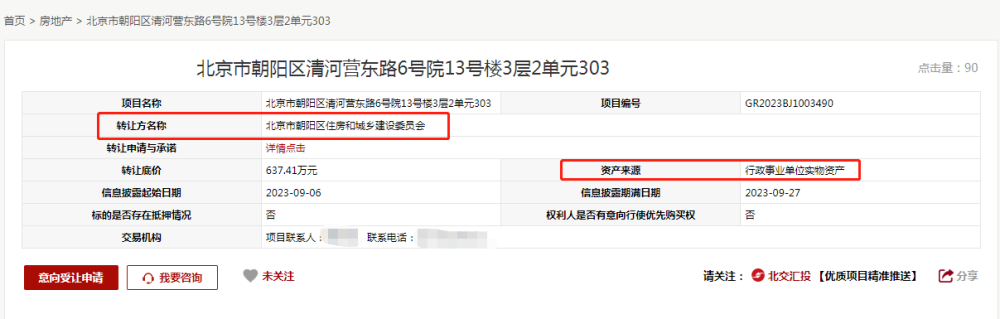 首页 > 房地产 > 北京市朝阳区清河营东路6号院13号楼3层2单元303
北京市朝阳区清河营东路6号院13号楼3层2单元303 点击量：90
项目名称 北京市朝阳区清河营东路6号院13号楼3层2单元303 项目编号 GR2023BJ1003490
转让方名称 北京市朝阳区住房和城乡建设委员会
转让申请与承诺 详情点击
转让底价 637.41万元 资产来源 行政事业单位实物资产
信息披露起始日期 2023-09-06 信息披露期满日期 2023-09-27
标的是否存在抵押情况 否 权利人是否有意向行使优先购买权 否
交易机构 项目联系人： 联系电话：
意向受让申请 我要咨询 未关注 请关注： 北交汇投 【优质项目精准推送】 分享